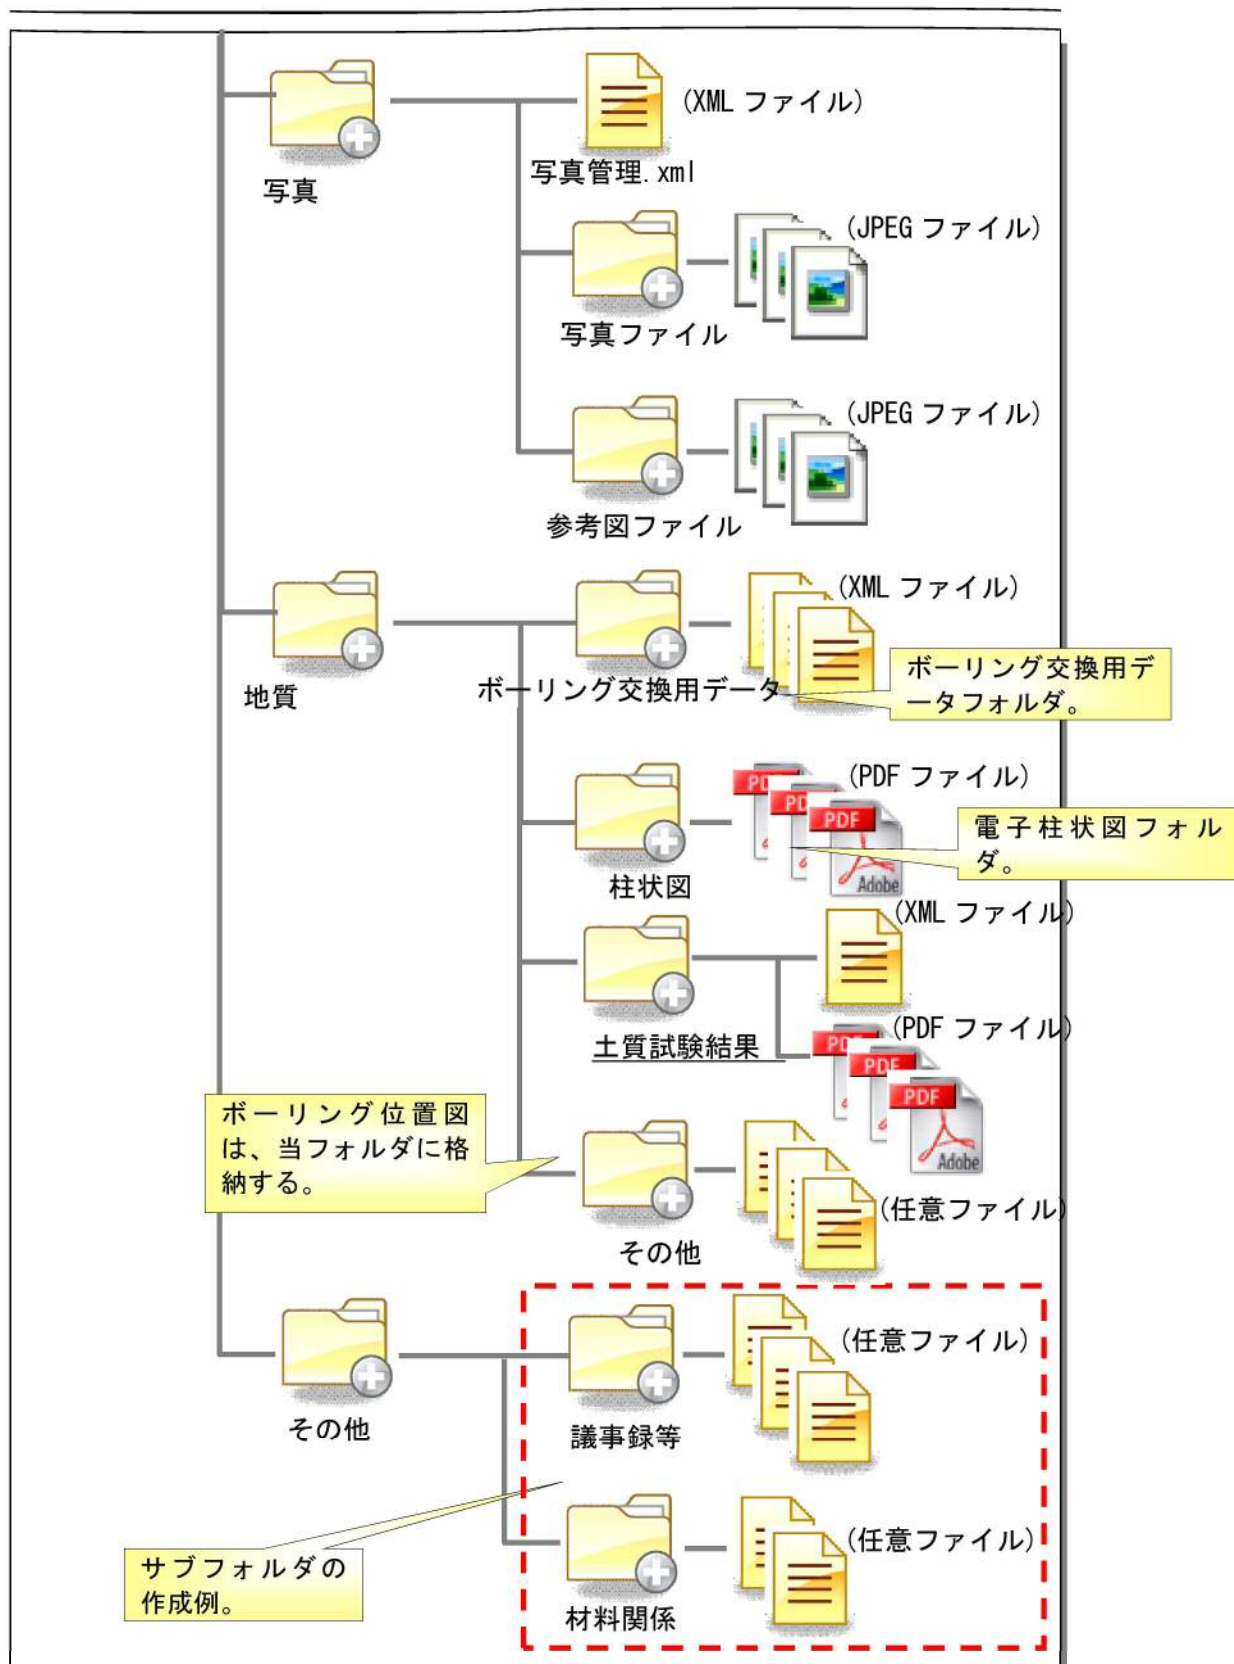 (XML ファイル)
写真
写真管理.xml
(JPEG ファイル)
写真ファイル
(JPEG ファイル)
参考図ファイル
(XML ファイル)
地質
ボーリング交換用データ
ボーリング交換用デ
ータフォルダ。
(PDF ファイル)
PDF
PDF
PDF
Adobe
電子柱状図フォル
ダ。
柱状図
(XML ファイル)
土質試験結果
(PDF ファイル)
PDF
PDF
PDF
Adobe
ボーリング位置図
は、当フォルダに格
納する。
(任意ファイル)
その他
(任意ファイル)
その他
議事録等
(任意ファイル)
サブフォルダの
作成例。
材料関係